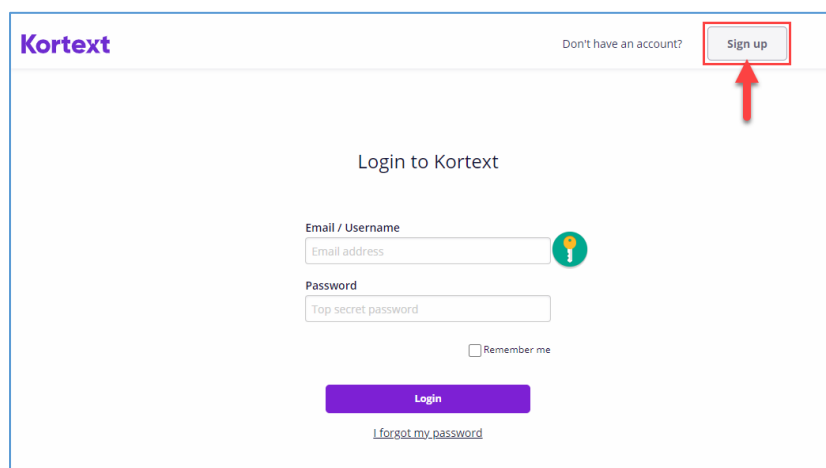 Kortext
Don't have an account?
Sign up
Login to Kortext
Email / Username
Email address
Password
Top secret password
Remember me
Login
I forgot my password